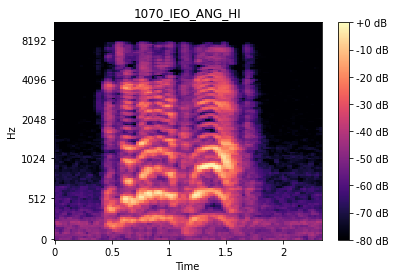 1070_IEO_ANG_HI
+0 dB
8192
-10 dB
4096
-20 dB
-30 dB
2048
Hz
-40 dB
1024
-50 dB
512
-60 dB
-70 dB
0
-80 dB
0 0.5 1 1.5 2
Time